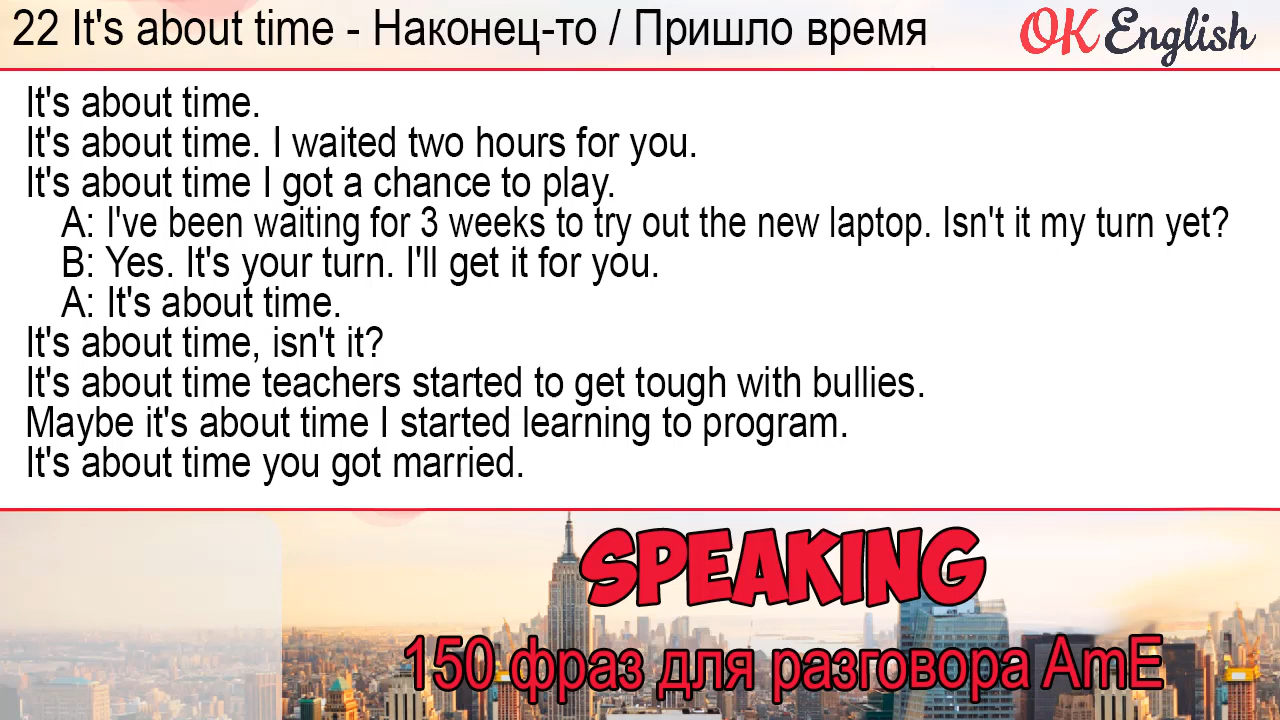 22 It's about time - Наконец-то / Пришло время
OK English
It's about time.
It's about time. I waited two hours for you.
It's about time I got a chance to play.
A: I've been waiting for 3 weeks to try out the new laptop. Isn't it my turn yet?
B: Yes. It's your turn. I'll get it for you.
A: It's about time.
It's about time, isn't it?
It's about time teachers started to get tough with bullies.
Maybe it's about time I started learning to program.
It's about time you got married.
SPEAKING
150 фраз для разговора AmE